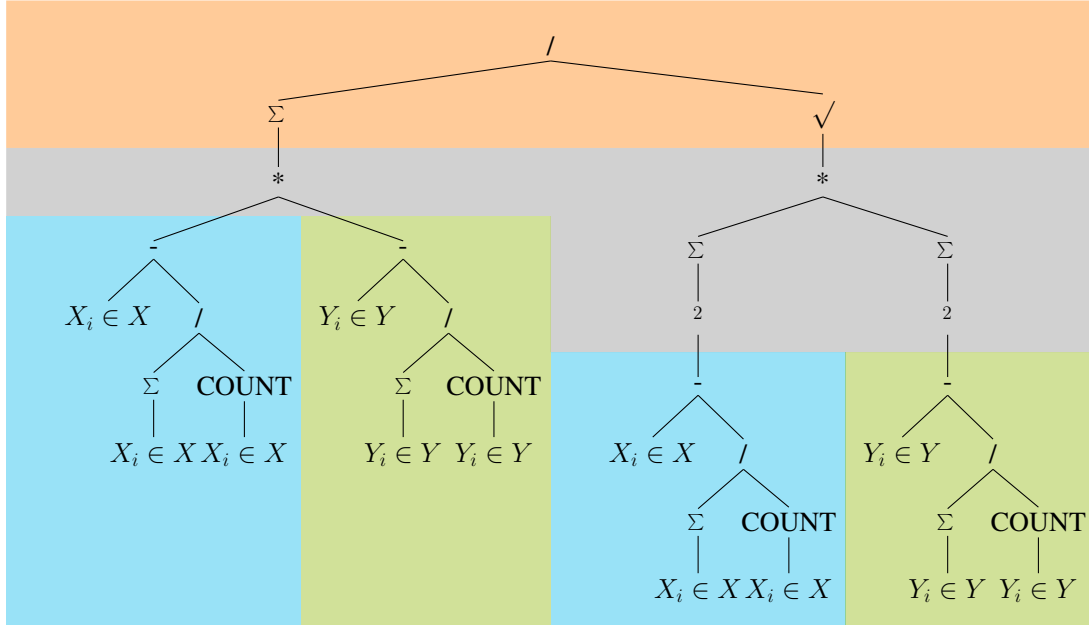 /
Σ √
* *
- - Σ Σ
X_i ∈ X / Y_i ∈ Y / 2 2
Σ COUNT Σ COUNT - -
X_i ∈ X X_i ∈ X Y_i ∈ Y Y_i ∈ Y X_i ∈ X / Y_i ∈ Y /
Σ COUNT Σ COUNT
X_i ∈ X X_i ∈ X Y_i ∈ Y Y_i ∈ Y